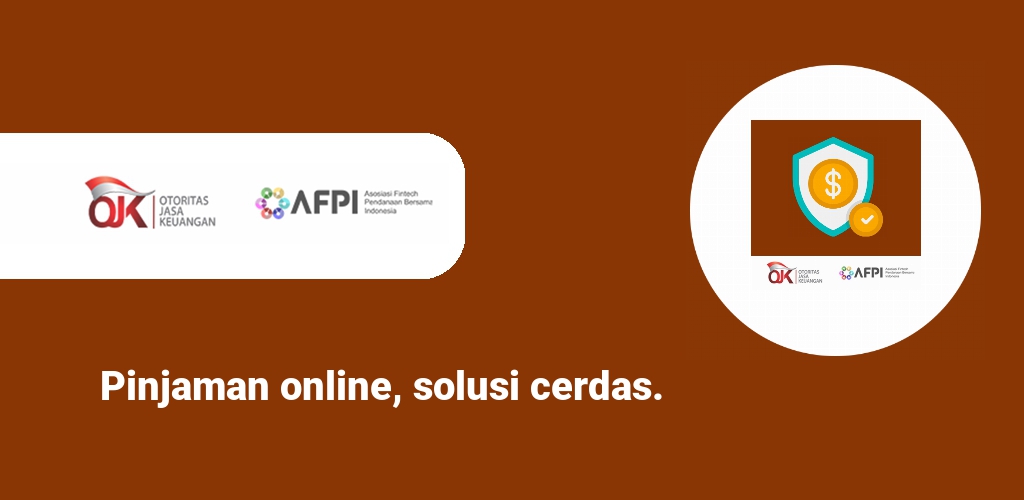 OJK
OTORITAS
JASA
KEUANGAN
AFPI
Asosiasi Fintech
Pendanaan Bersama
Indonesia
$
OJK
OTORITAS
JASA
KEUANGAN
AFPI
Asosiasi Fintech
Pendanaan Bersama
Indonesia
Pinjaman online, solusi cerdas.